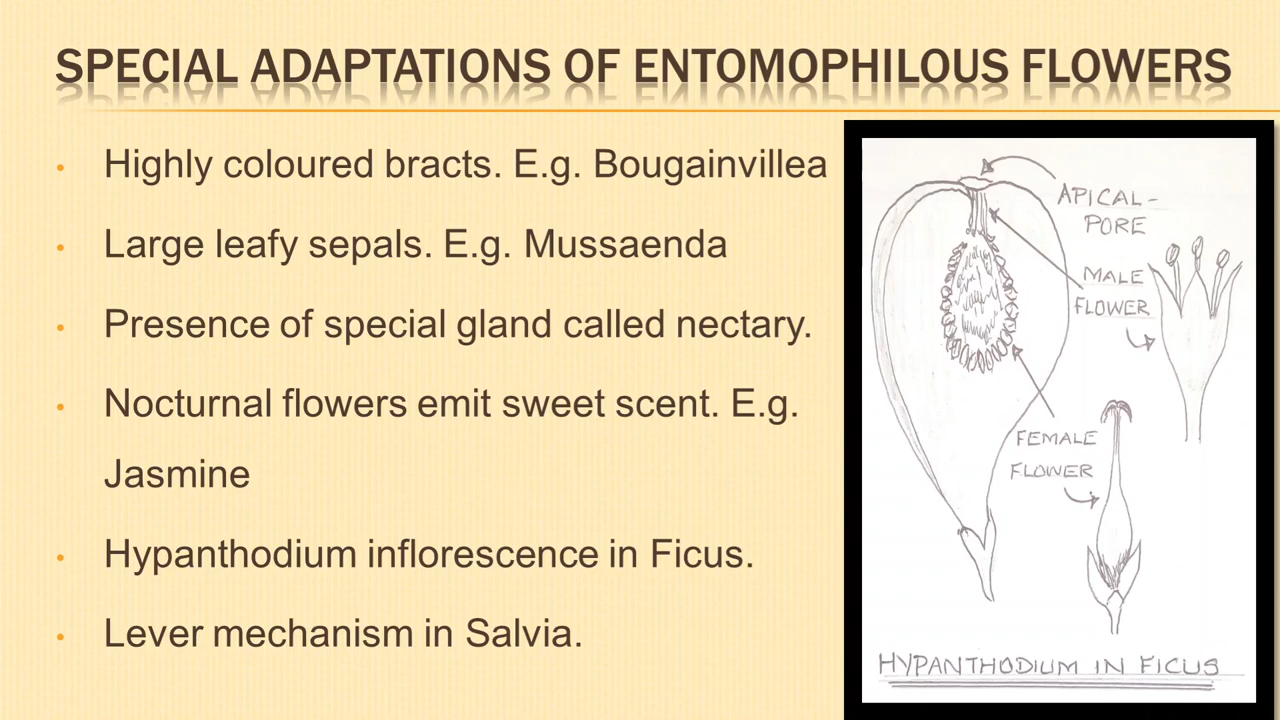 SPECIAL ADAPTATIONS OF ENTOMOPHILOUS FLOWERS
• Highly coloured bracts. E.g. Bougainvillea
• Large leafy sepals. E.g. Mussaenda
• Presence of special gland called nectary.
• Nocturnal flowers emit sweet scent. E.g.
Jasmine
• Hypanthodium inflorescence in Ficus.
• Lever mechanism in Salvia.
APICAL-
PORE
MALE
FLOWER
FEMALE
FLOWER
HYPANTHODIUM IN FICUS